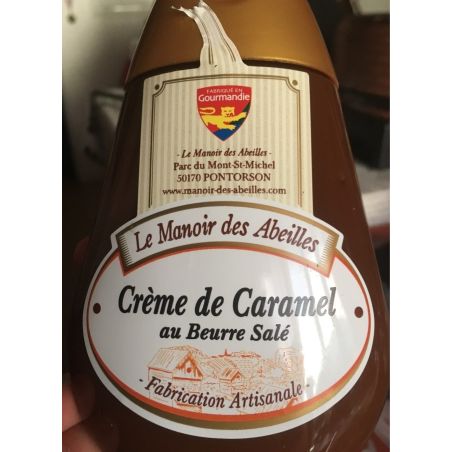 FABRIQUÉ EN
Gourmandie
- Le Manoir des Abeilles -
Parc du Mont-St-Michel
50170 PONTORSON
www.manoir-des-abeilles.com
Le Manoir des Abeilles
Crème de Caramel
au Beurre Salé
- Fabrication Artisanale -